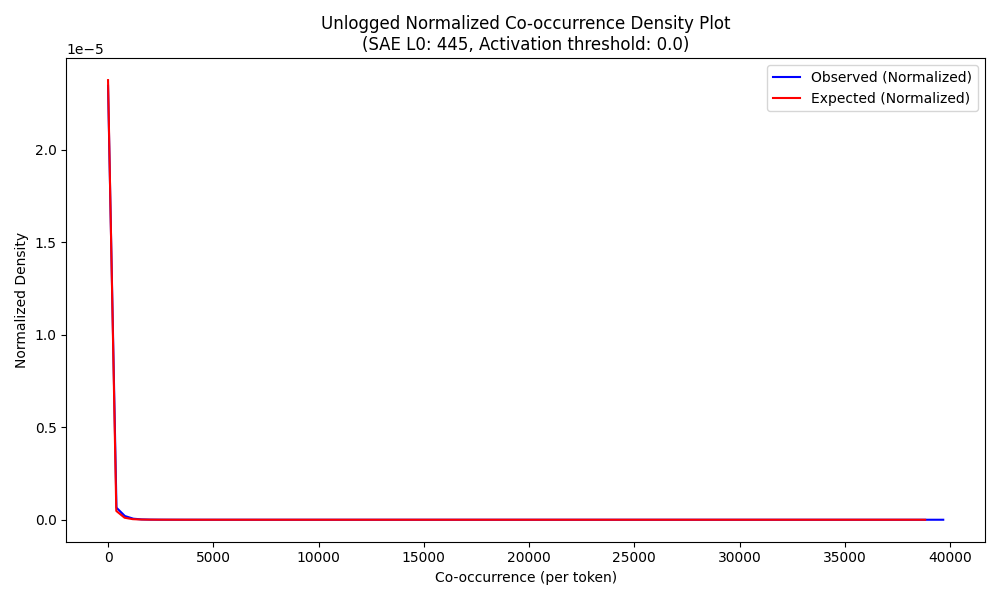 Unlogged Normalized Co-occurrence Density Plot
(SAE L0: 445, Activation threshold: 0.0)
1e−5
Observed (Normalized)
Expected (Normalized)
2.0
1.5
1.0
0.5
0.0
Normalized Density
0 5000 10000 15000 20000 25000 30000 35000 40000
Co-occurrence (per token)